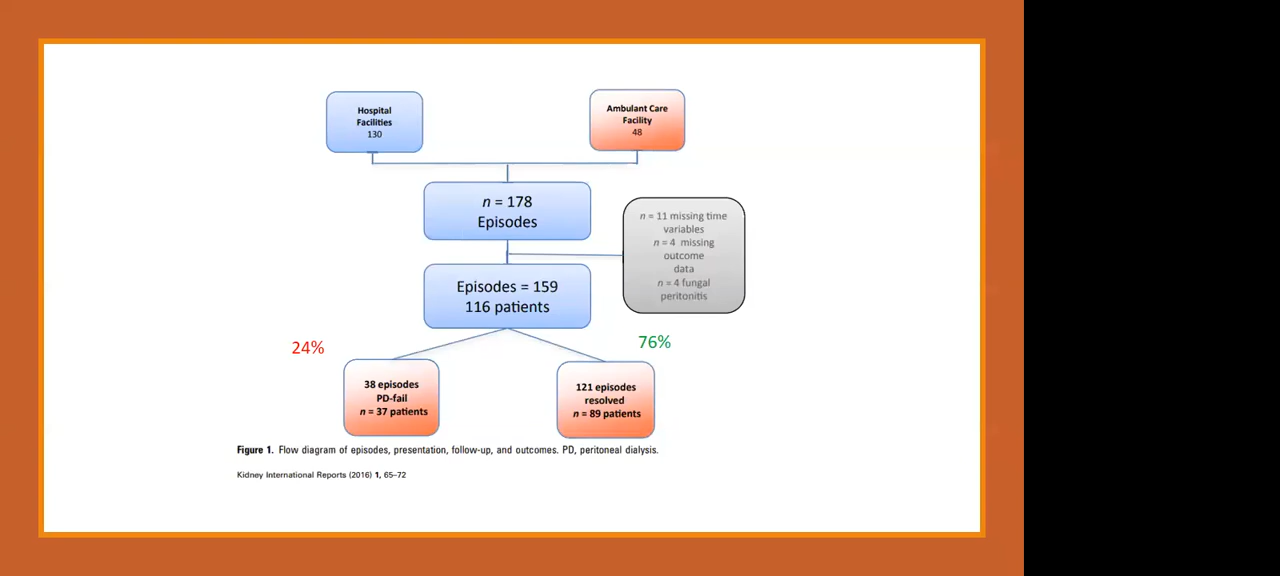 Hospital
Facilities
130
Ambulant Care
Facility
48
n = 178
Episodes
n = 11 missing time
variables
n = 4 missing
outcome
data
n = 4 fungal
peritonitis
Episodes = 159
116 patients
24%
76%
38 episodes
PD-fail
n = 37 patients
121 episodes
resolved
n = 89 patients
Figure 1. Flow diagram of episodes, presentation, follow-up, and outcomes. PD, peritoneal dialysis.
Kidney International Reports (2016) 1, 65–72